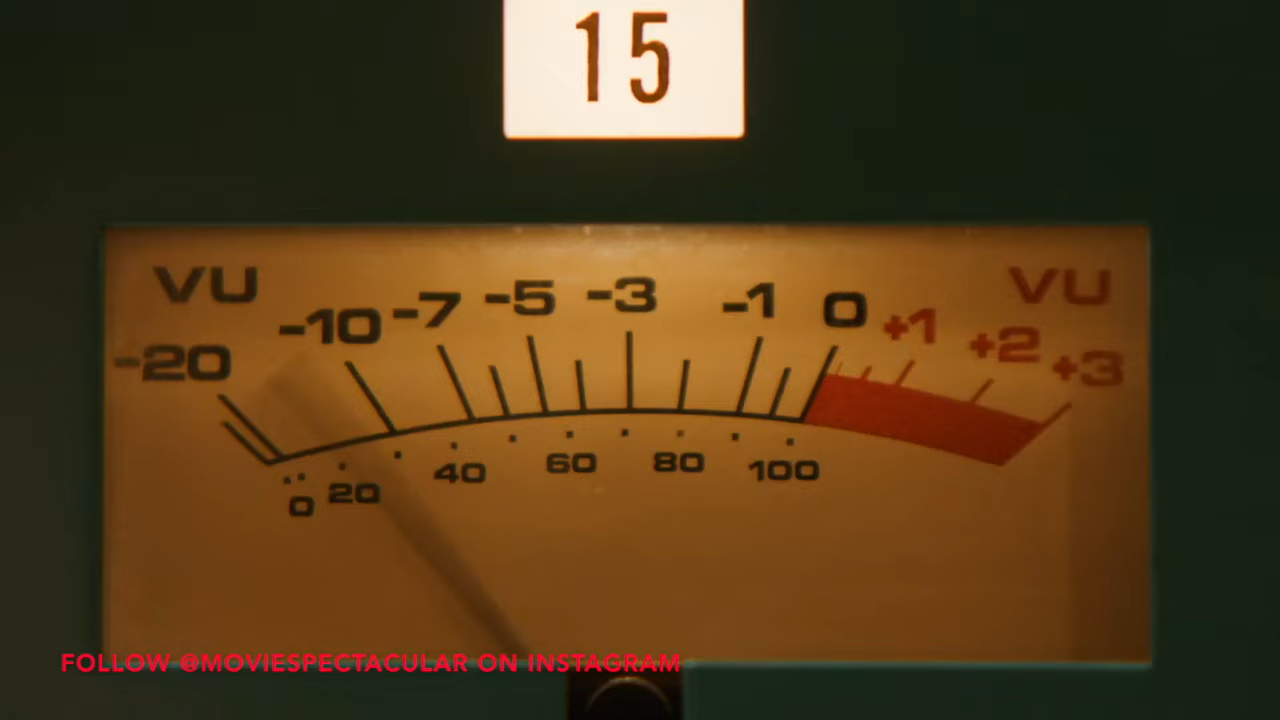 15
VU VU
-20 -10 -7 -5 -3 -1 0 +1 +2 +3
0 20 40 60 80 100
FOLLOW @MOVIESPECTACULAR ON INSTAGRAM